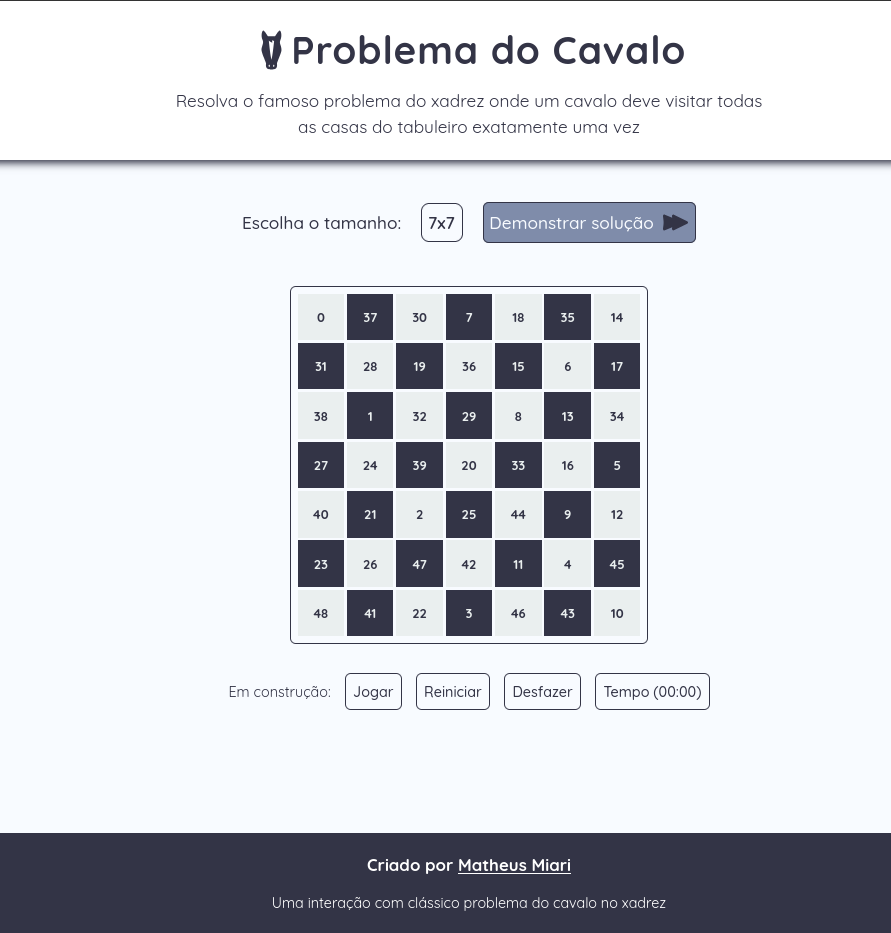 Problema do Cavalo
Resolva o famoso problema do xadrez onde um cavalo deve visitar todas
as casas do tabuleiro exatamente uma vez
Escolha o tamanho: 7x7 Demonstrar solução
0 37 30 7 18 35 14
31 28 19 36 15 6 17
38 1 32 29 8 13 34
27 24 39 20 33 16 5
40 21 2 25 44 9 12
23 26 47 42 11 4 45
48 41 22 3 46 43 10
Em construção: Jogar Reiniciar Desfazer Tempo (00:00)
Criado por Matheus Miari
Uma interação com clássico problema do cavalo no xadrez